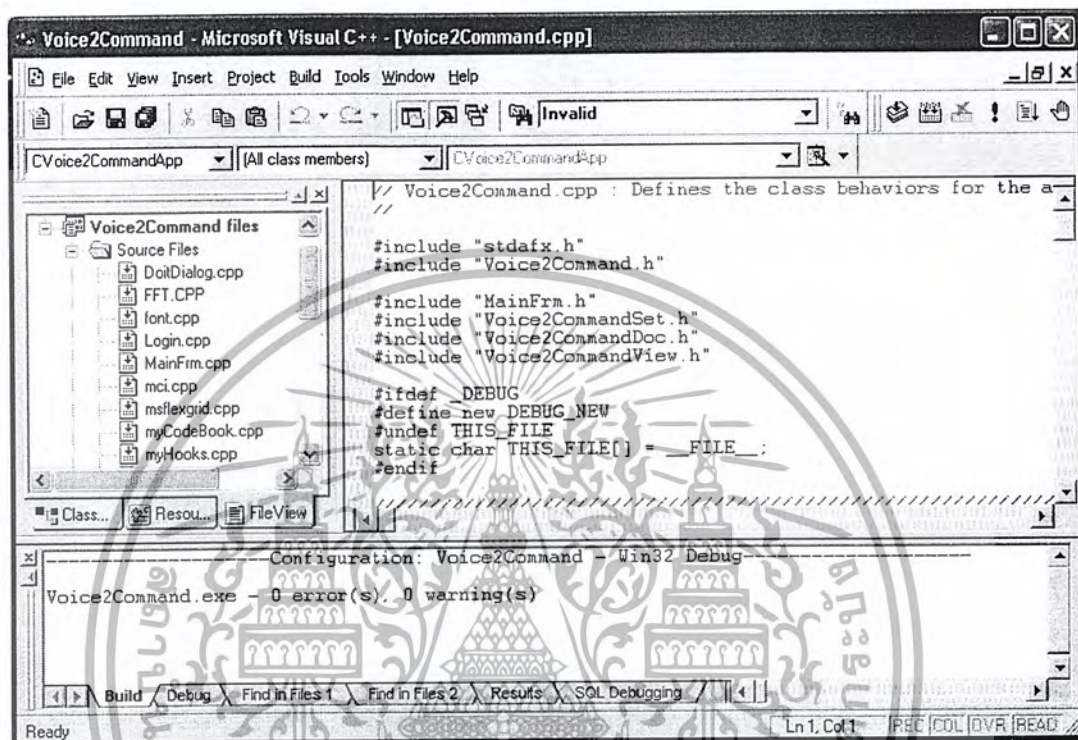 Voice2Command - Microsoft Visual C++ - [Voice2Command.cpp]
File Edit View Insert Project Build Tools Window Help
Invalid
CVoice2CommandApp (All class members) CVoice2CommandApp
Voice2Command files
Source Files
DoitDialog.cpp
FFT.CPP
font.cpp
Login.cpp
MainFrm.cpp
mci.cpp
msflexgrid.cpp
myCodeBook.cpp
myHooks.cpp
Class... Resou... FileView
// Voice2Command.cpp : Defines the class behaviors for the a
//
#include "stdafx.h"
#include "Voice2Command.h"
#include "MainFrm.h"
#include "Voice2CommandSet.h"
#include "Voice2CommandDoc.h"
#include "Voice2CommandView.h"
#ifdef _DEBUG
#define new DEBUG_NEW
#undef THIS_FILE
static char THIS_FILE[] = __FILE__;
#endif
/////////////////////////////////////////////////////////
--------------------Configuration: Voice2Command - Win32 Debug--------------------
Voice2Command.exe - 0 error(s), 0 warning(s)
Build Debug Find in Files 1 Find in Files 2 Results SQL Debugging
Ready Ln 1, Col 1 REC COL OVR READ